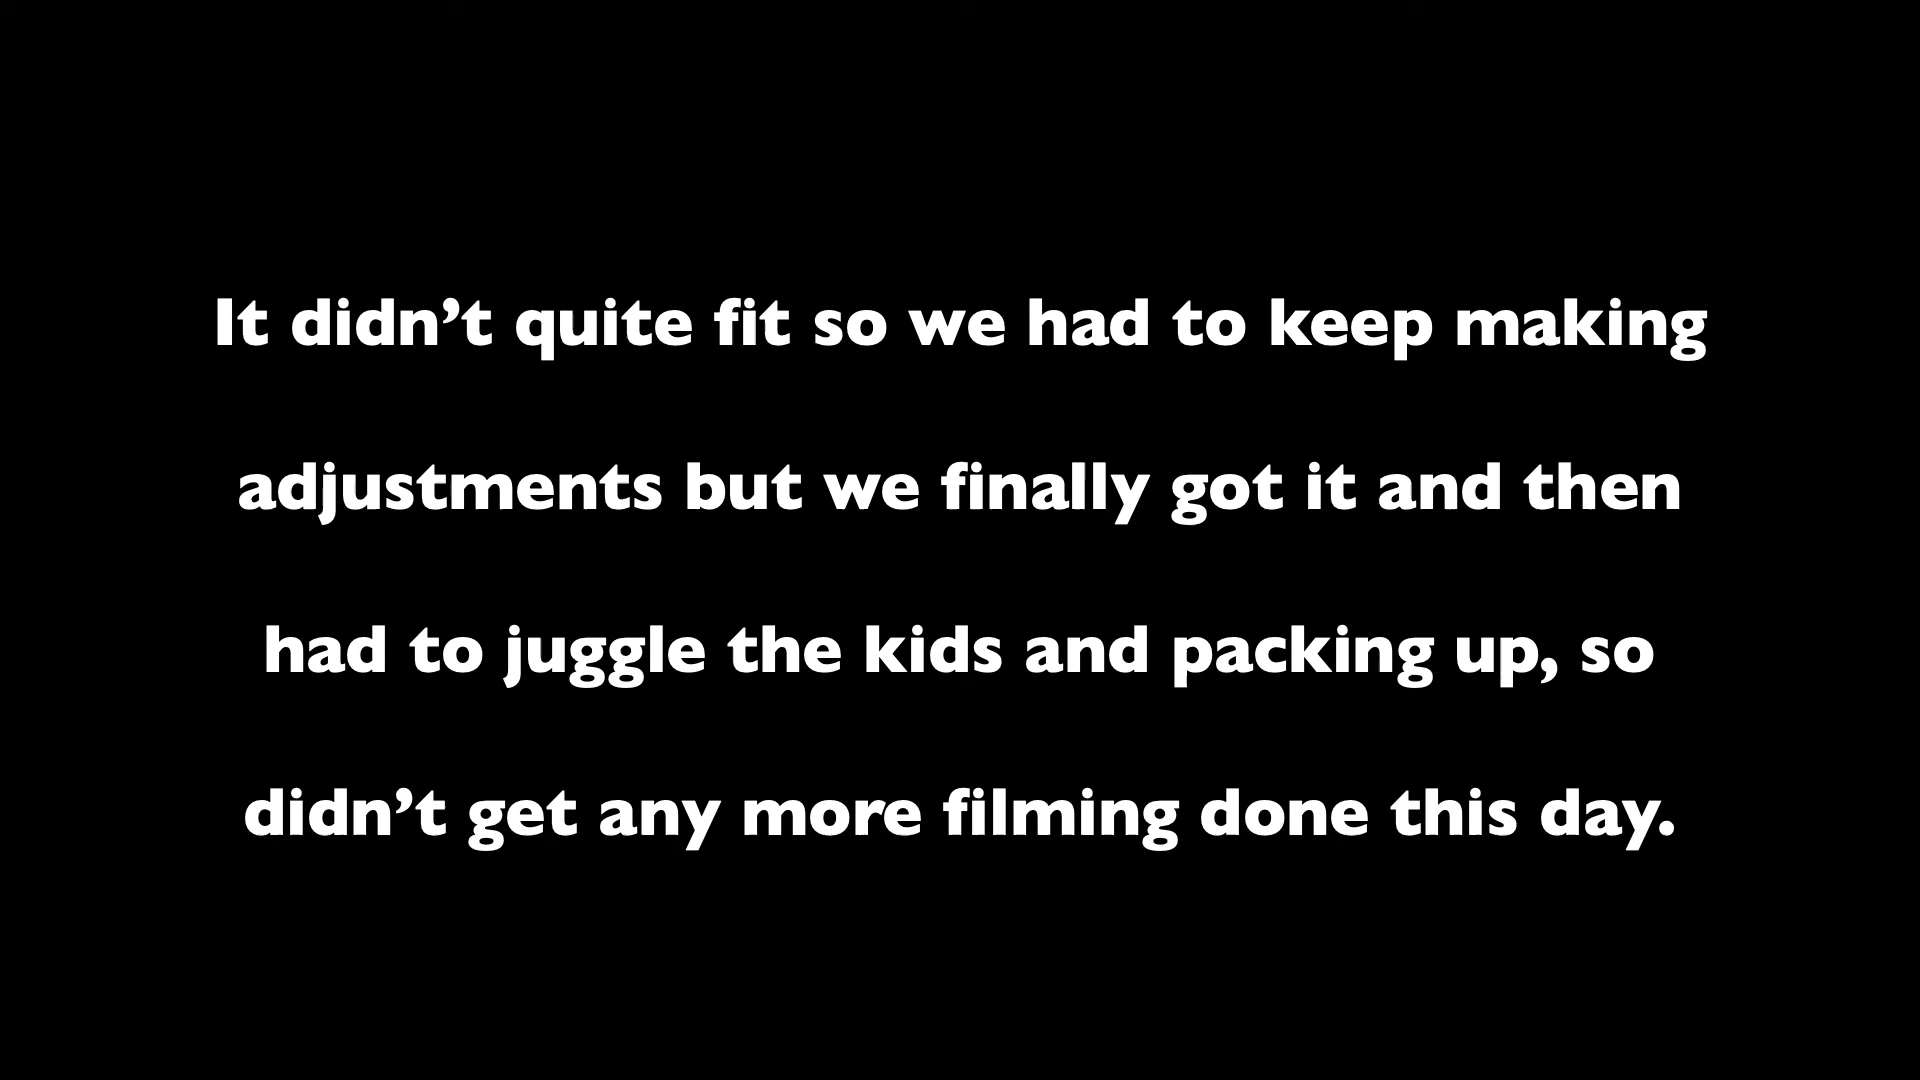 It didn’t quite fit so we had to keep making
adjustments but we finally got it and then
had to juggle the kids and packing up, so
didn’t get any more filming done this day.